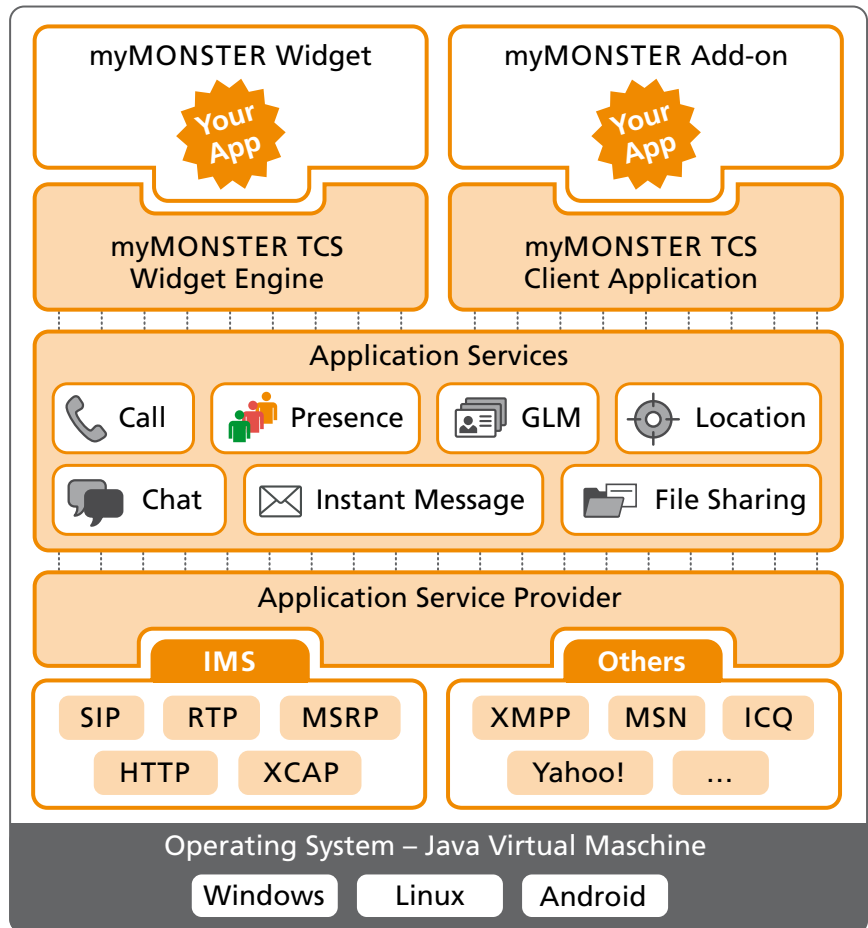 myMONSTER Widget
Your
App
myMONSTER Add-on
Your
App
myMONSTER TCS
Widget Engine
myMONSTER TCS
Client Application
Application Services
Call
Presence
GLM
Location
Chat
Instant Message
File Sharing
Application Service Provider
IMS
SIP
RTP
MSRP
HTTP
XCAP
Others
XMPP
MSN
ICQ
Yahoo!
...
Operating System – Java Virtual Maschine
Windows
Linux
Android